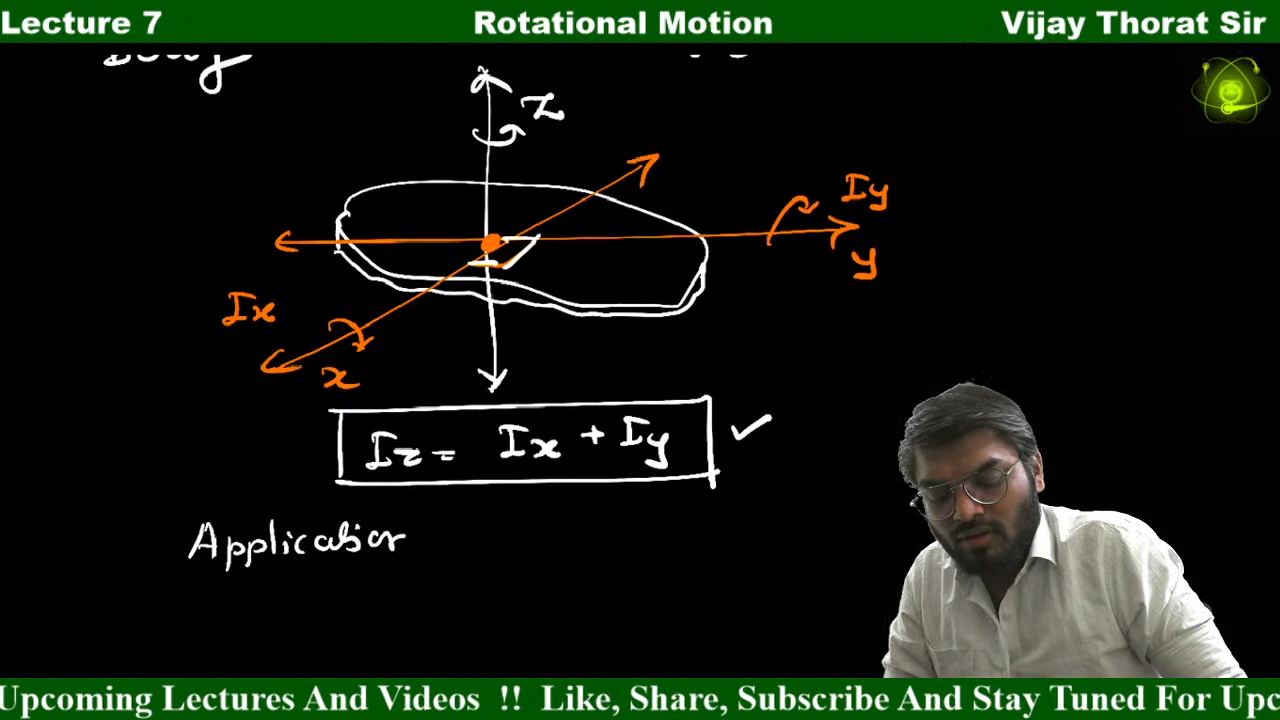 Lecture 7
Rotational Motion
Vijay Thorat Sir
Z
Iy
y
Ix
x
Iz = Ix + Iy ✓
Application
Upcoming Lectures And Videos !! Like, Share, Subscribe And Stay Tuned For Upc